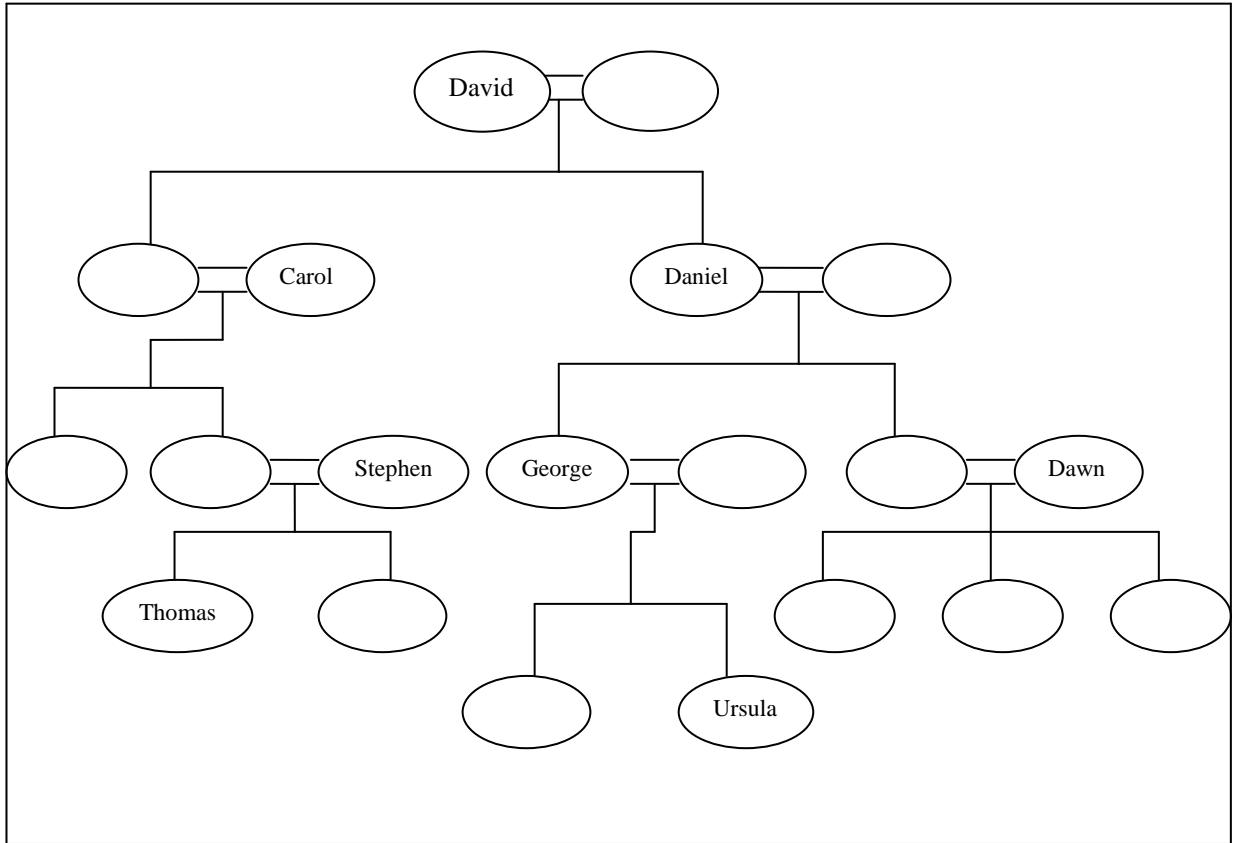 David
Carol
Daniel
Stephen
George
Dawn
Thomas
Ursula